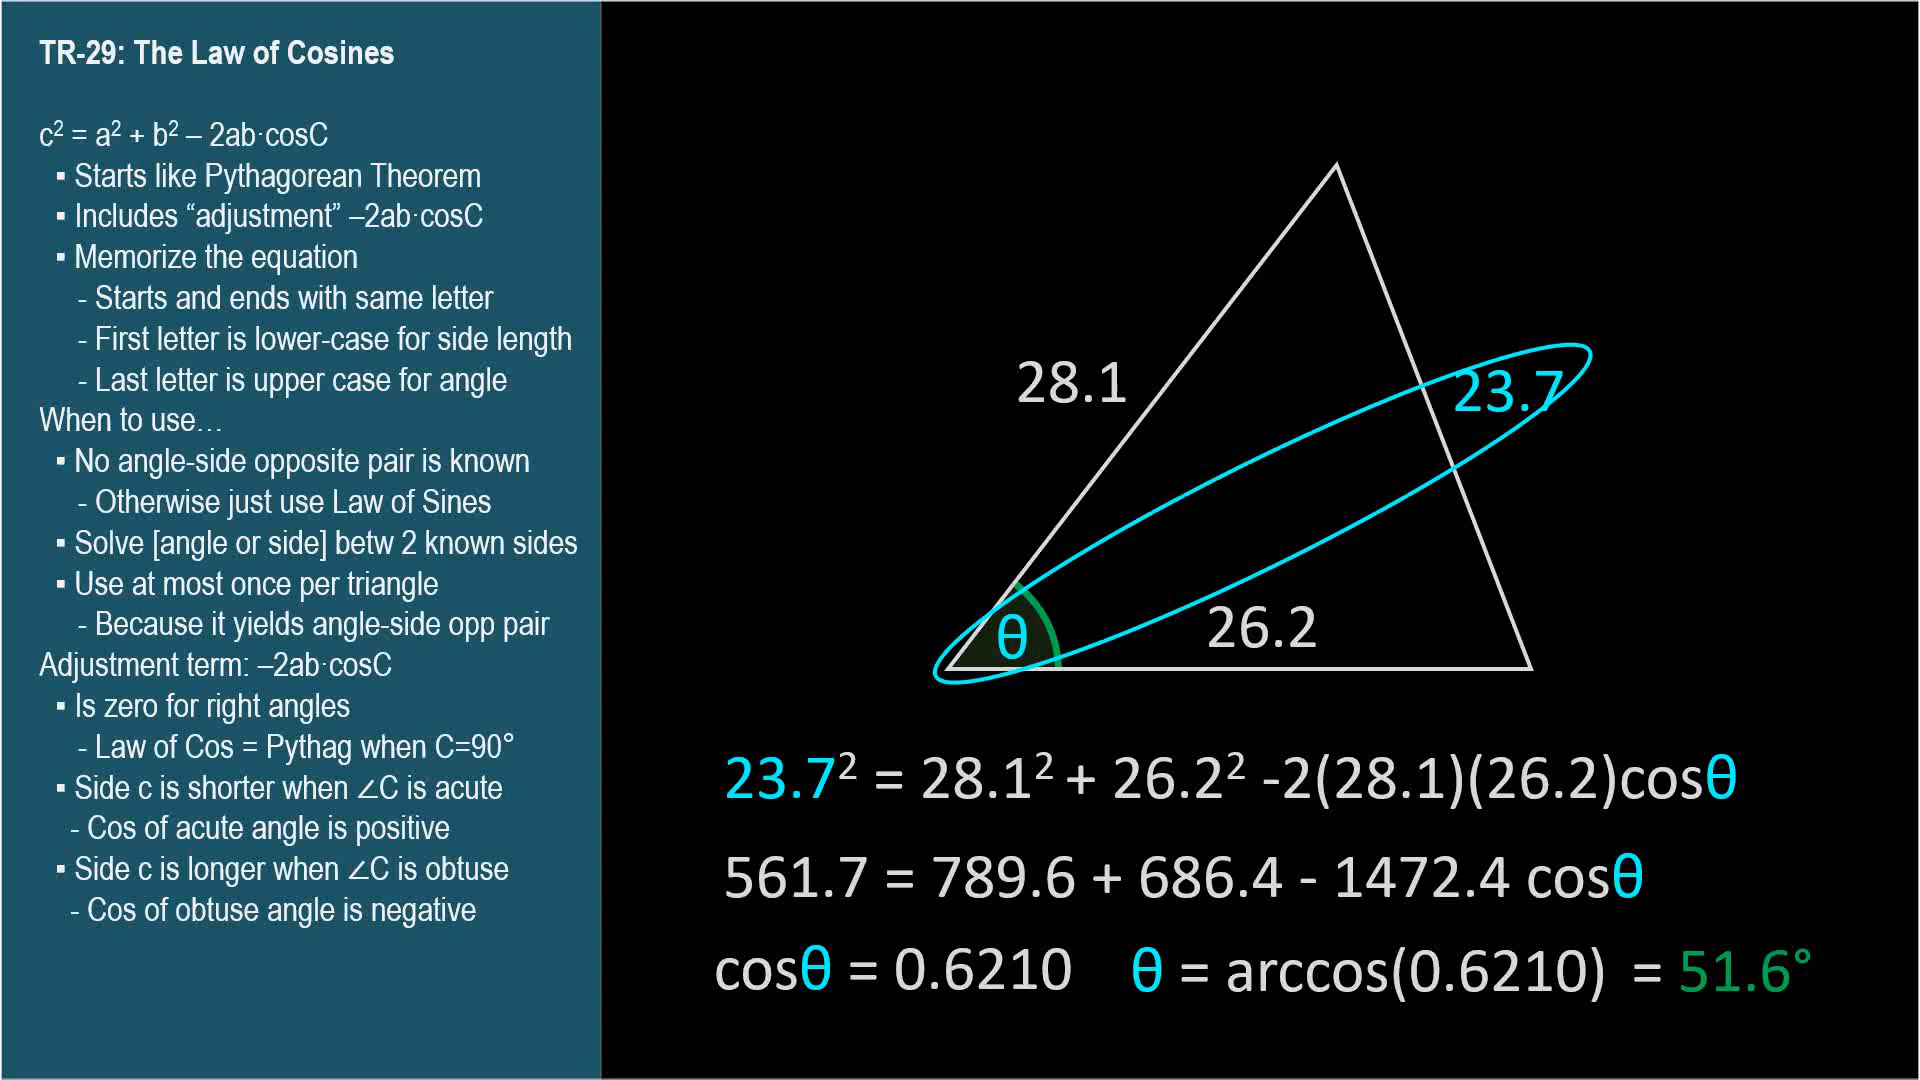 TR-29: The Law of Cosines
c² = a² + b² – 2ab·cosC
▪ Starts like Pythagorean Theorem
▪ Includes “adjustment” –2ab·cosC
▪ Memorize the equation
- Starts and ends with same letter
- First letter is lower-case for side length
- Last letter is upper case for angle
When to use…
▪ No angle-side opposite pair is known
- Otherwise just use Law of Sines
▪ Solve [angle or side] betw 2 known sides
▪ Use at most once per triangle
- Because it yields angle-side opp pair
Adjustment term: –2ab·cosC
▪ Is zero for right angles
- Law of Cos = Pythag when C=90°
▪ Side c is shorter when ∠C is acute
- Cos of acute angle is positive
▪ Side c is longer when ∠C is obtuse
- Cos of obtuse angle is negative
28.1
23.7
θ
26.2
23.7² = 28.1² + 26.2² -2(28.1)(26.2)cosθ
561.7 = 789.6 + 686.4 - 1472.4 cosθ
cosθ = 0.6210 θ = arccos(0.6210) = 51.6°